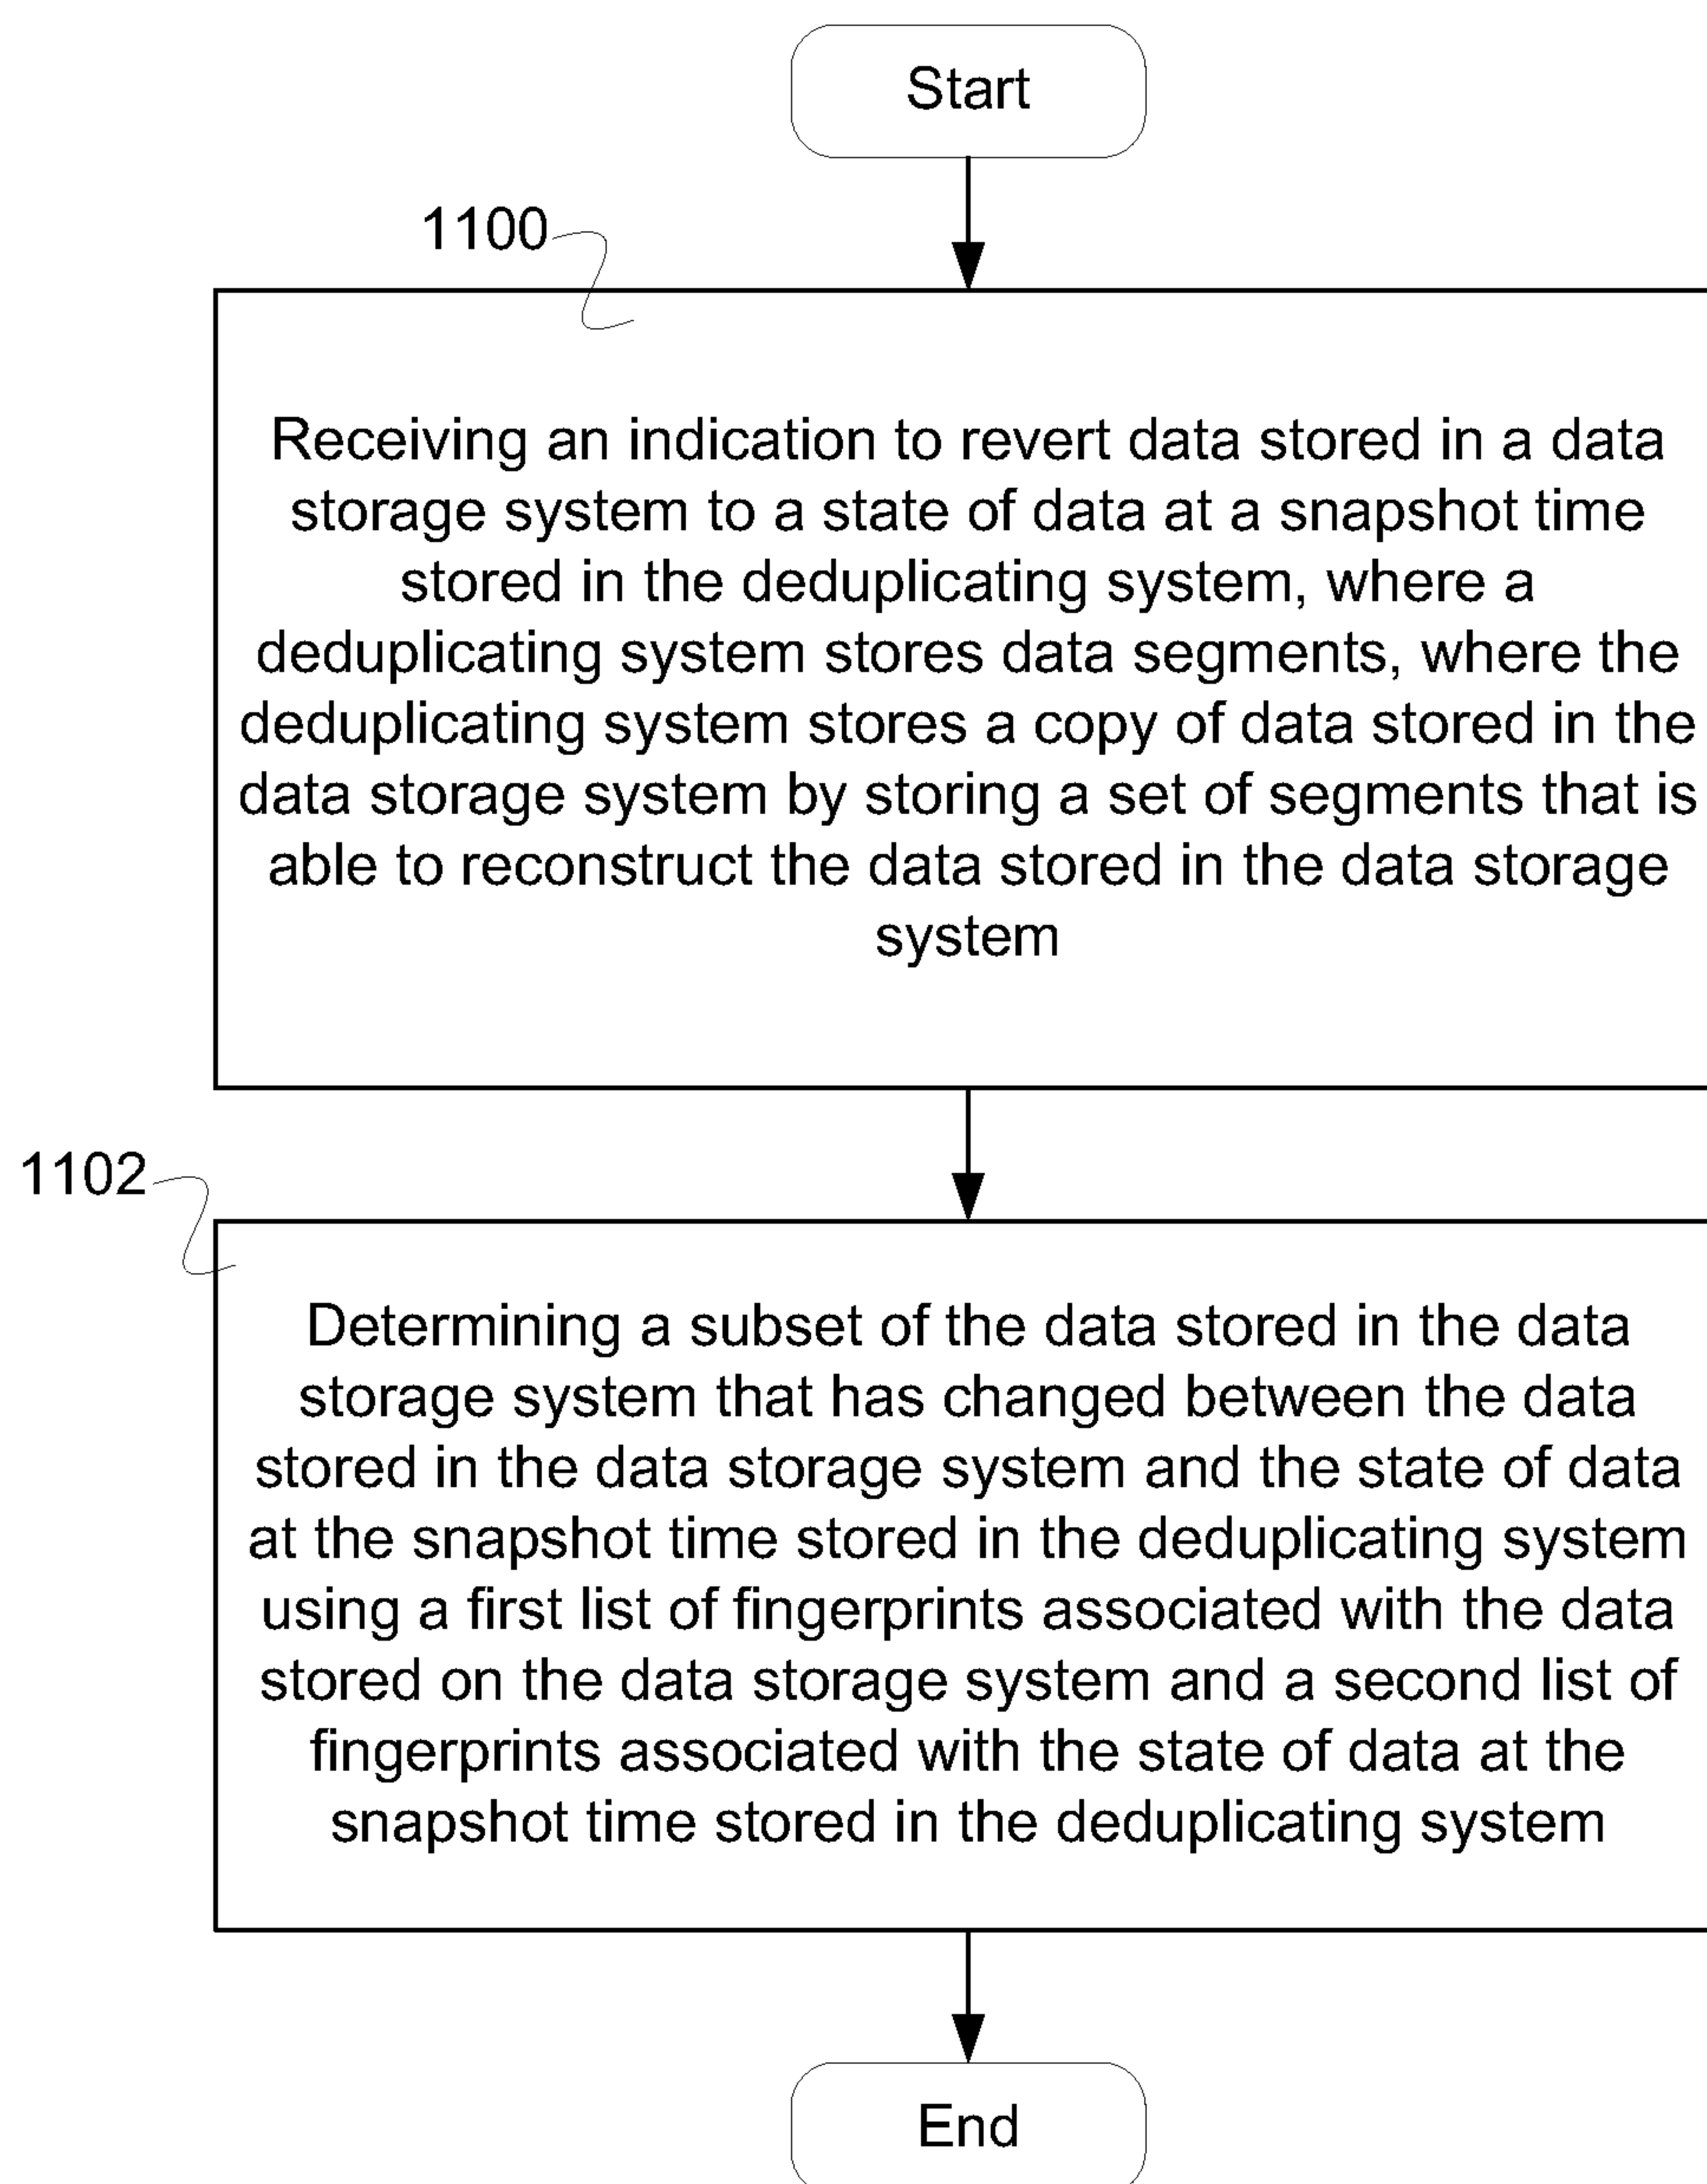 Start
1100
Receiving an indication to revert data stored in a data
storage system to a state of data at a snapshot time
stored in the deduplicating system, where a
deduplicating system stores data segments, where the
deduplicating system stores a copy of data stored in the
data storage system by storing a set of segments that is
able to reconstruct the data stored in the data storage
system
1102
Determining a subset of the data stored in the data
storage system that has changed between the data
stored in the data storage system and the state of data
at the snapshot time stored in the deduplicating system
using a first list of fingerprints associated with the data
stored on the data storage system and a second list of
fingerprints associated with the state of data at the
snapshot time stored in the deduplicating system
End